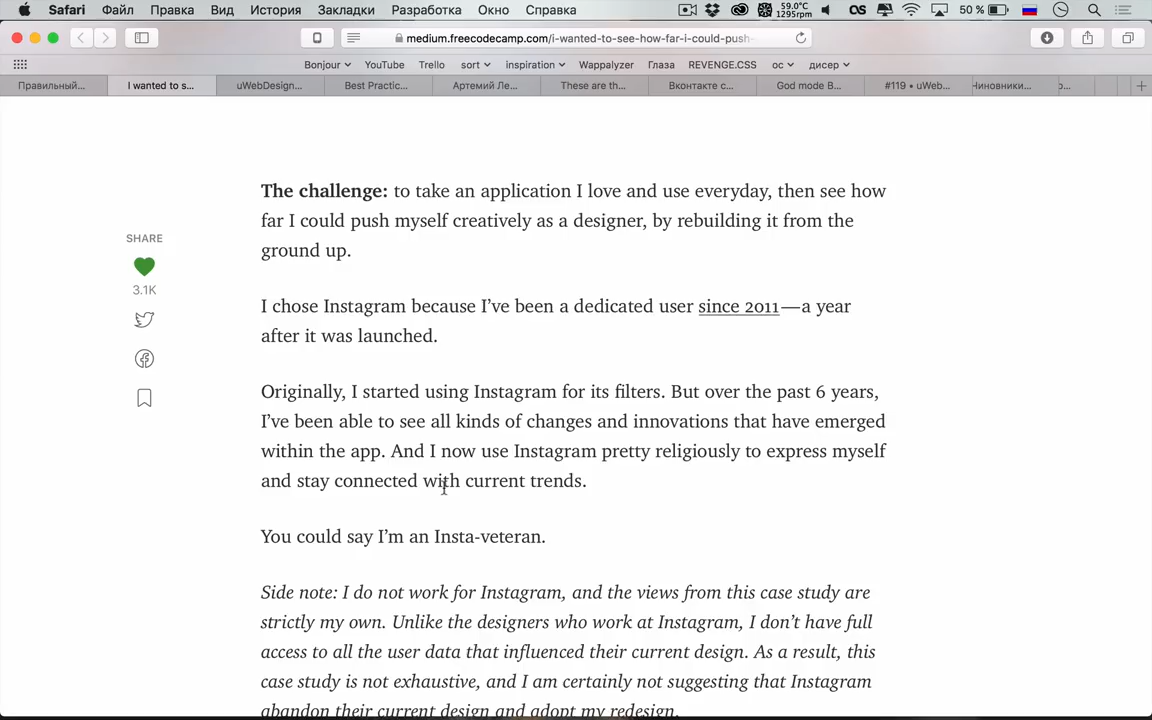 Safari Файл Правка Вид История Закладки Разработка Окно Справка 59.0°C 1295rpm 50 %
medium.freecodecamp.com/i-wanted-to-see-how-far-i-could-push-
Bonjour YouTube Trello sort inspiration Wappalyzer Глаза REVENGE.CSS ос дисер
Правильный... I wanted to s... uWebDesign... Best Practic... Артемий Ле... These are th... Вконтакте с... God mode В... #119 • uWeb... Чиновники...
The challenge: to take an application I love and use everyday, then see how
far I could push myself creatively as a designer, by rebuilding it from the
ground up.
SHARE
3.1K
I chose Instagram because I’ve been a dedicated user since 2011—a year
after it was launched.
Originally, I started using Instagram for its filters. But over the past 6 years,
I’ve been able to see all kinds of changes and innovations that have emerged
within the app. And I now use Instagram pretty religiously to express myself
and stay connected with current trends.
You could say I’m an Insta-veteran.
Side note: I do not work for Instagram, and the views from this case study are
strictly my own. Unlike the designers who work at Instagram, I don’t have full
access to all the user data that influenced their current design. As a result, this
case study is not exhaustive, and I am certainly not suggesting that Instagram
abandon their current design and adopt my redesign.